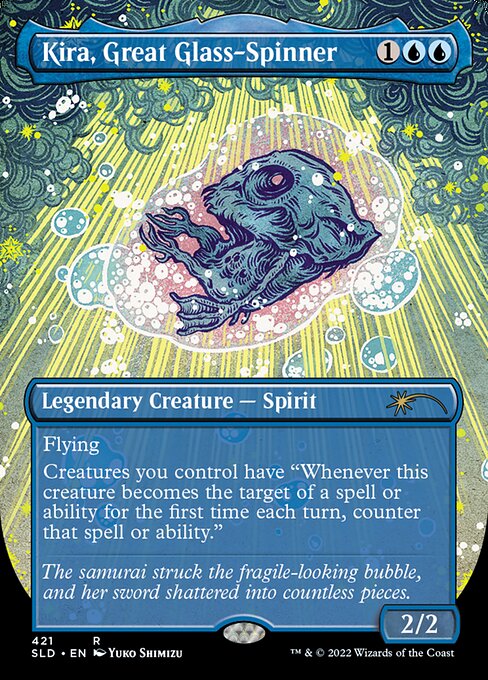 Kira, Great Glass-Spinner 1
Legendary Creature — Spirit
Flying
Creatures you control have “Whenever this
creature becomes the target of a spell or
ability for the first time each turn, counter
that spell or ability.”
The samurai struck the fragile-looking bubble,
and her sword shattered into countless pieces.
2/2
421 R
SLD • EN Yuko Shimizu
™ & © 2022 Wizards of the Coast